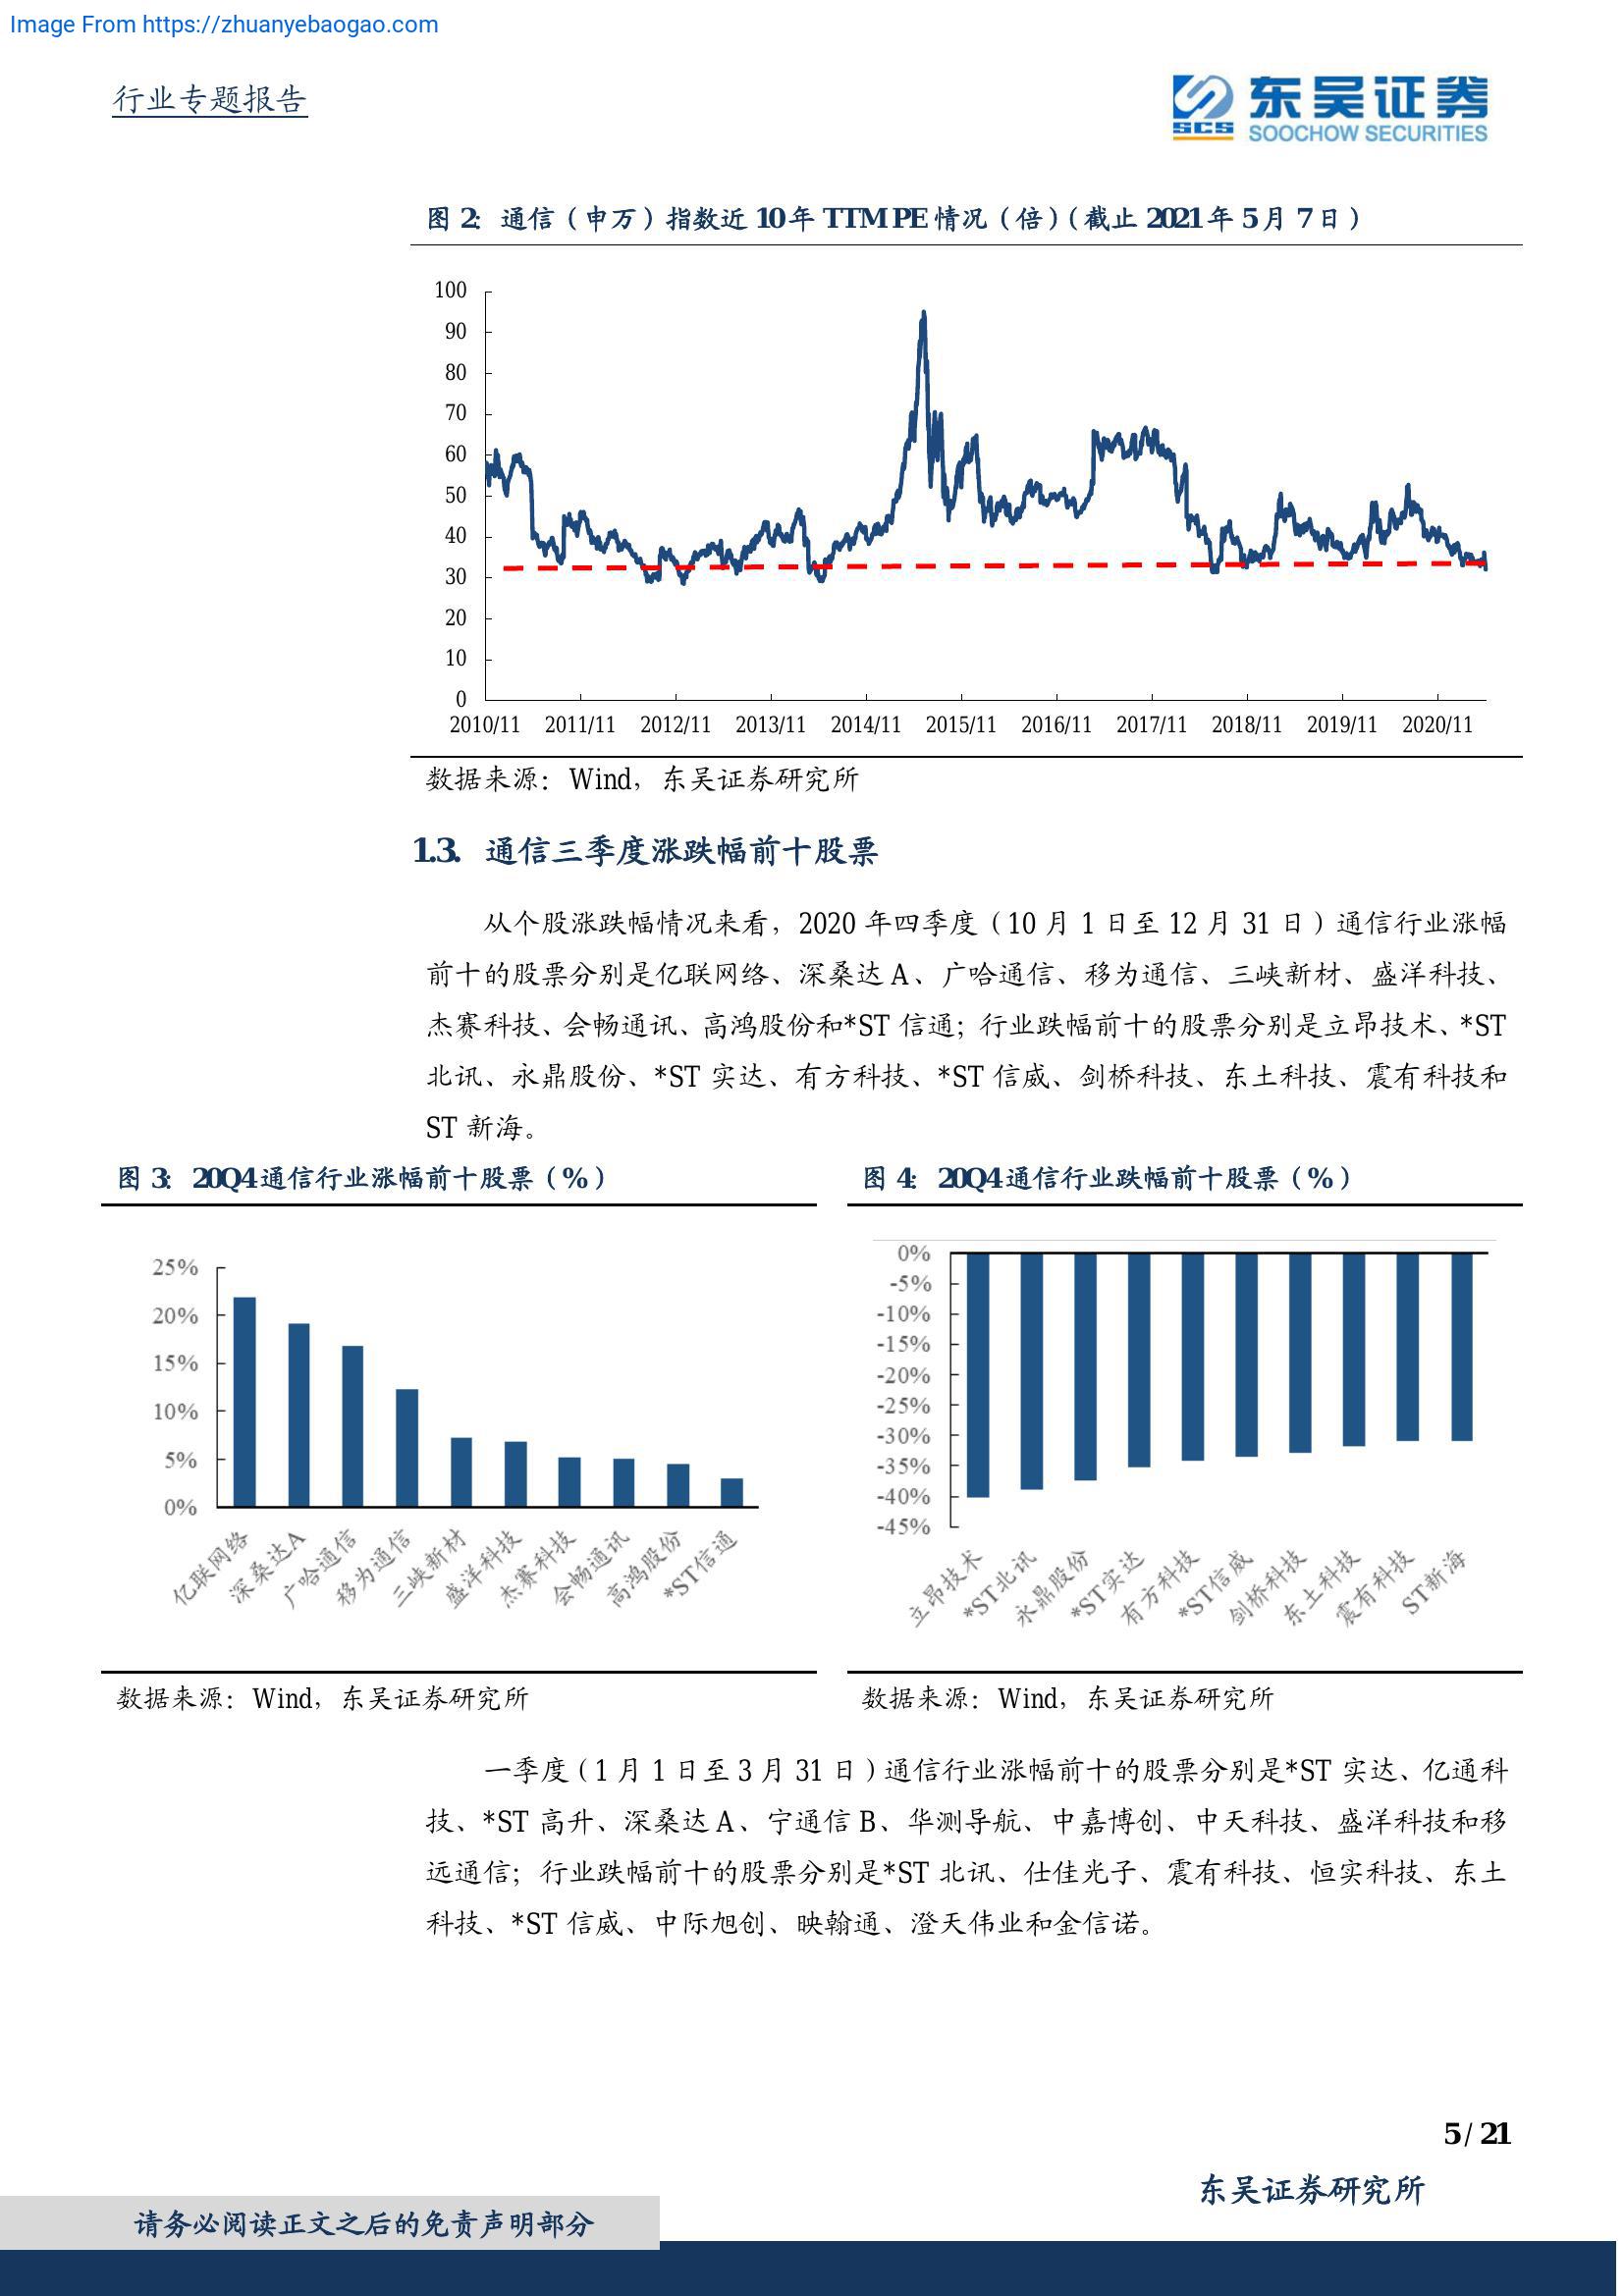 Image From https://zhuanyebaogao.com
行业专题报告
东吴证券
SCS
SOOCHOW SECURITIES
图 2: 通信（申万）指数近 10 年 TTM PE 情况（倍）（截止 2021 年 5 月 7 日）
100
90
80
70
60
50
40
30
20
10
0
2010/11 2011/11 2012/11 2013/11 2014/11 2015/11 2016/11 2017/11 2018/11 2019/11 2020/11
数据来源：Wind，东吴证券研究所
1.3. 通信三季度涨跌幅前十股票
从个股涨跌幅情况来看，2020 年四季度（10 月 1 日至 12 月 31 日）通信行业涨幅
前十的股票分别是亿联网络、深桑达 A、广哈通信、移为通信、三峡新材、盛洋科技、
杰赛科技、会畅通讯、高鸿股份和*ST 信通；行业跌幅前十的股票分别是立昂技术、*ST
北讯、永鼎股份、*ST 实达、有方科技、*ST 信威、剑桥科技、东土科技、震有科技和
ST 新海。
图 3: 20Q4 通信行业涨幅前十股票（%）
25%
20%
15%
10%
5%
0%
亿联网络
深桑达A
广哈通信
移为通信
三峡新材
盛洋科技
杰赛科技
会畅通讯
高鸿股份
*ST信通
数据来源：Wind，东吴证券研究所
图 4: 20Q4 通信行业跌幅前十股票（%）
0%
-5%
-10%
-15%
-20%
-25%
-30%
-35%
-40%
-45%
立昂技术
*ST北讯
永鼎股份
*ST实达
有方科技
*ST信威
剑桥科技
东土科技
震有科技
ST新海
数据来源：Wind，东吴证券研究所
一季度（1 月 1 日至 3 月 31 日）通信行业涨幅前十的股票分别是*ST 实达、亿通科
技、*ST 高升、深桑达 A、宁通信 B、华测导航、中嘉博创、中天科技、盛洋科技和移
远通信；行业跌幅前十的股票分别是*ST 北讯、仕佳光子、震有科技、恒实科技、东土
科技、*ST 信威、中际旭创、映翰通、澄天伟业和金信诺。
5 / 21
东吴证券研究所
请务必阅读正文之后的免责声明部分